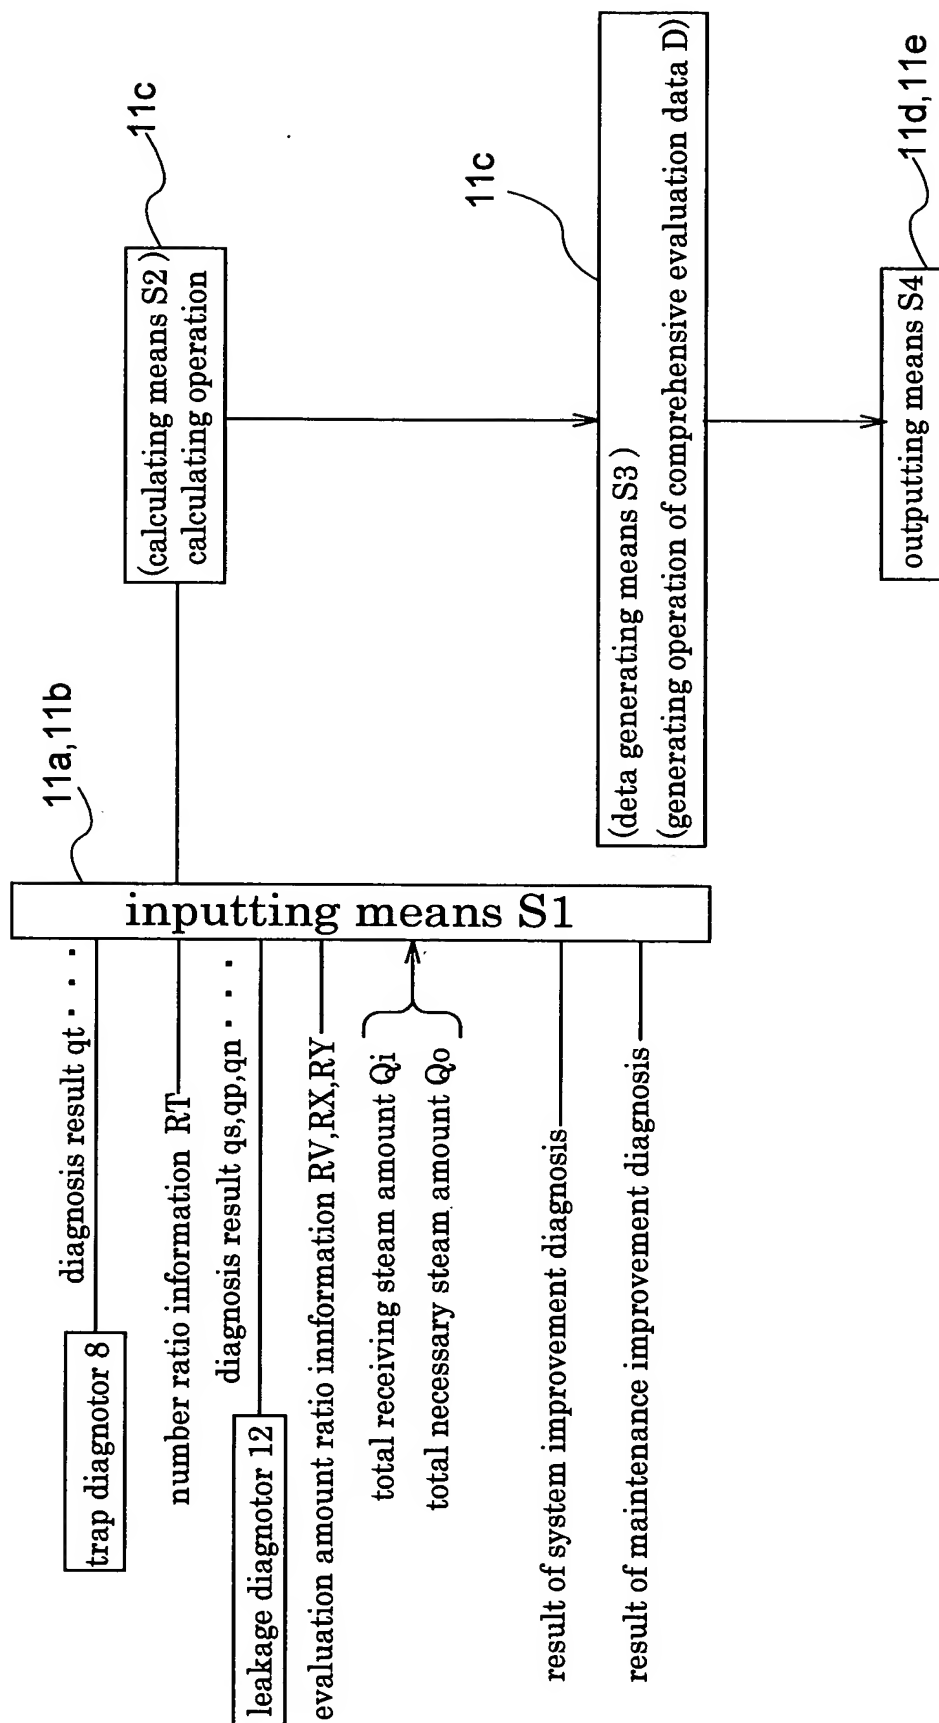 trap diagnotor 8
diagnosis result qt · · ·
number ratio information RT
leakage diagnotor 12
diagnosis result qs,qp,qn · · ·
evaluation amount ratio innformation RV,RX,RY
total receiving steam amount Qi
total necessary steam amount Qo
result of system improvement diagnosis
result of maintenance improvement diagnosis
inputting means S1
11a,11b
(calculating means S2)
calculating operation
11c
(deta generating means S3)
(generating operation of comprehensive evaluation data D)
11c
outputting means S4
11d,11e